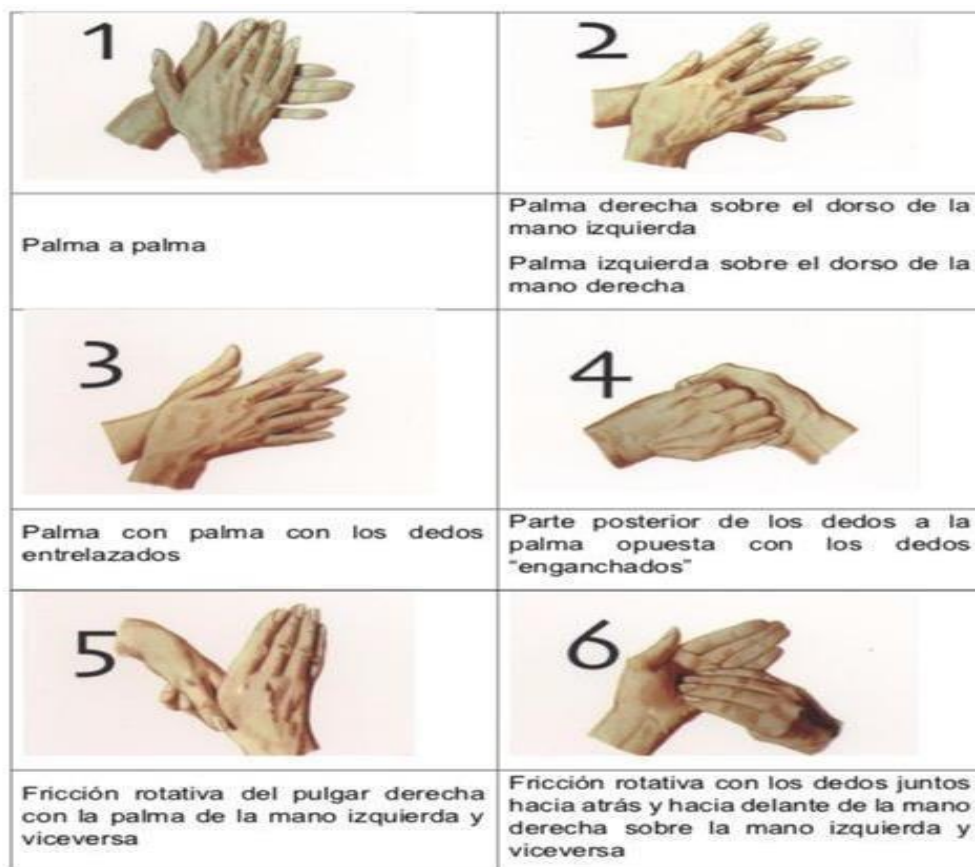 1
2
Palma a palma
Palma derecha sobre el dorso de la
mano izquierda
Palma izquierda sobre el dorso de la
mano derecha
3
4
Palma con palma con los dedos
entrelazados
Parte posterior de los dedos a la
palma opuesta con los dedos
“enganchados”
5
6
Fricción rotativa del pulgar derecha
con la palma de la mano izquierda y
viceversa
Fricción rotativa con los dedos juntos
hacia atrás y hacia delante de la mano
derecha sobre la mano izquierda y
viceversa